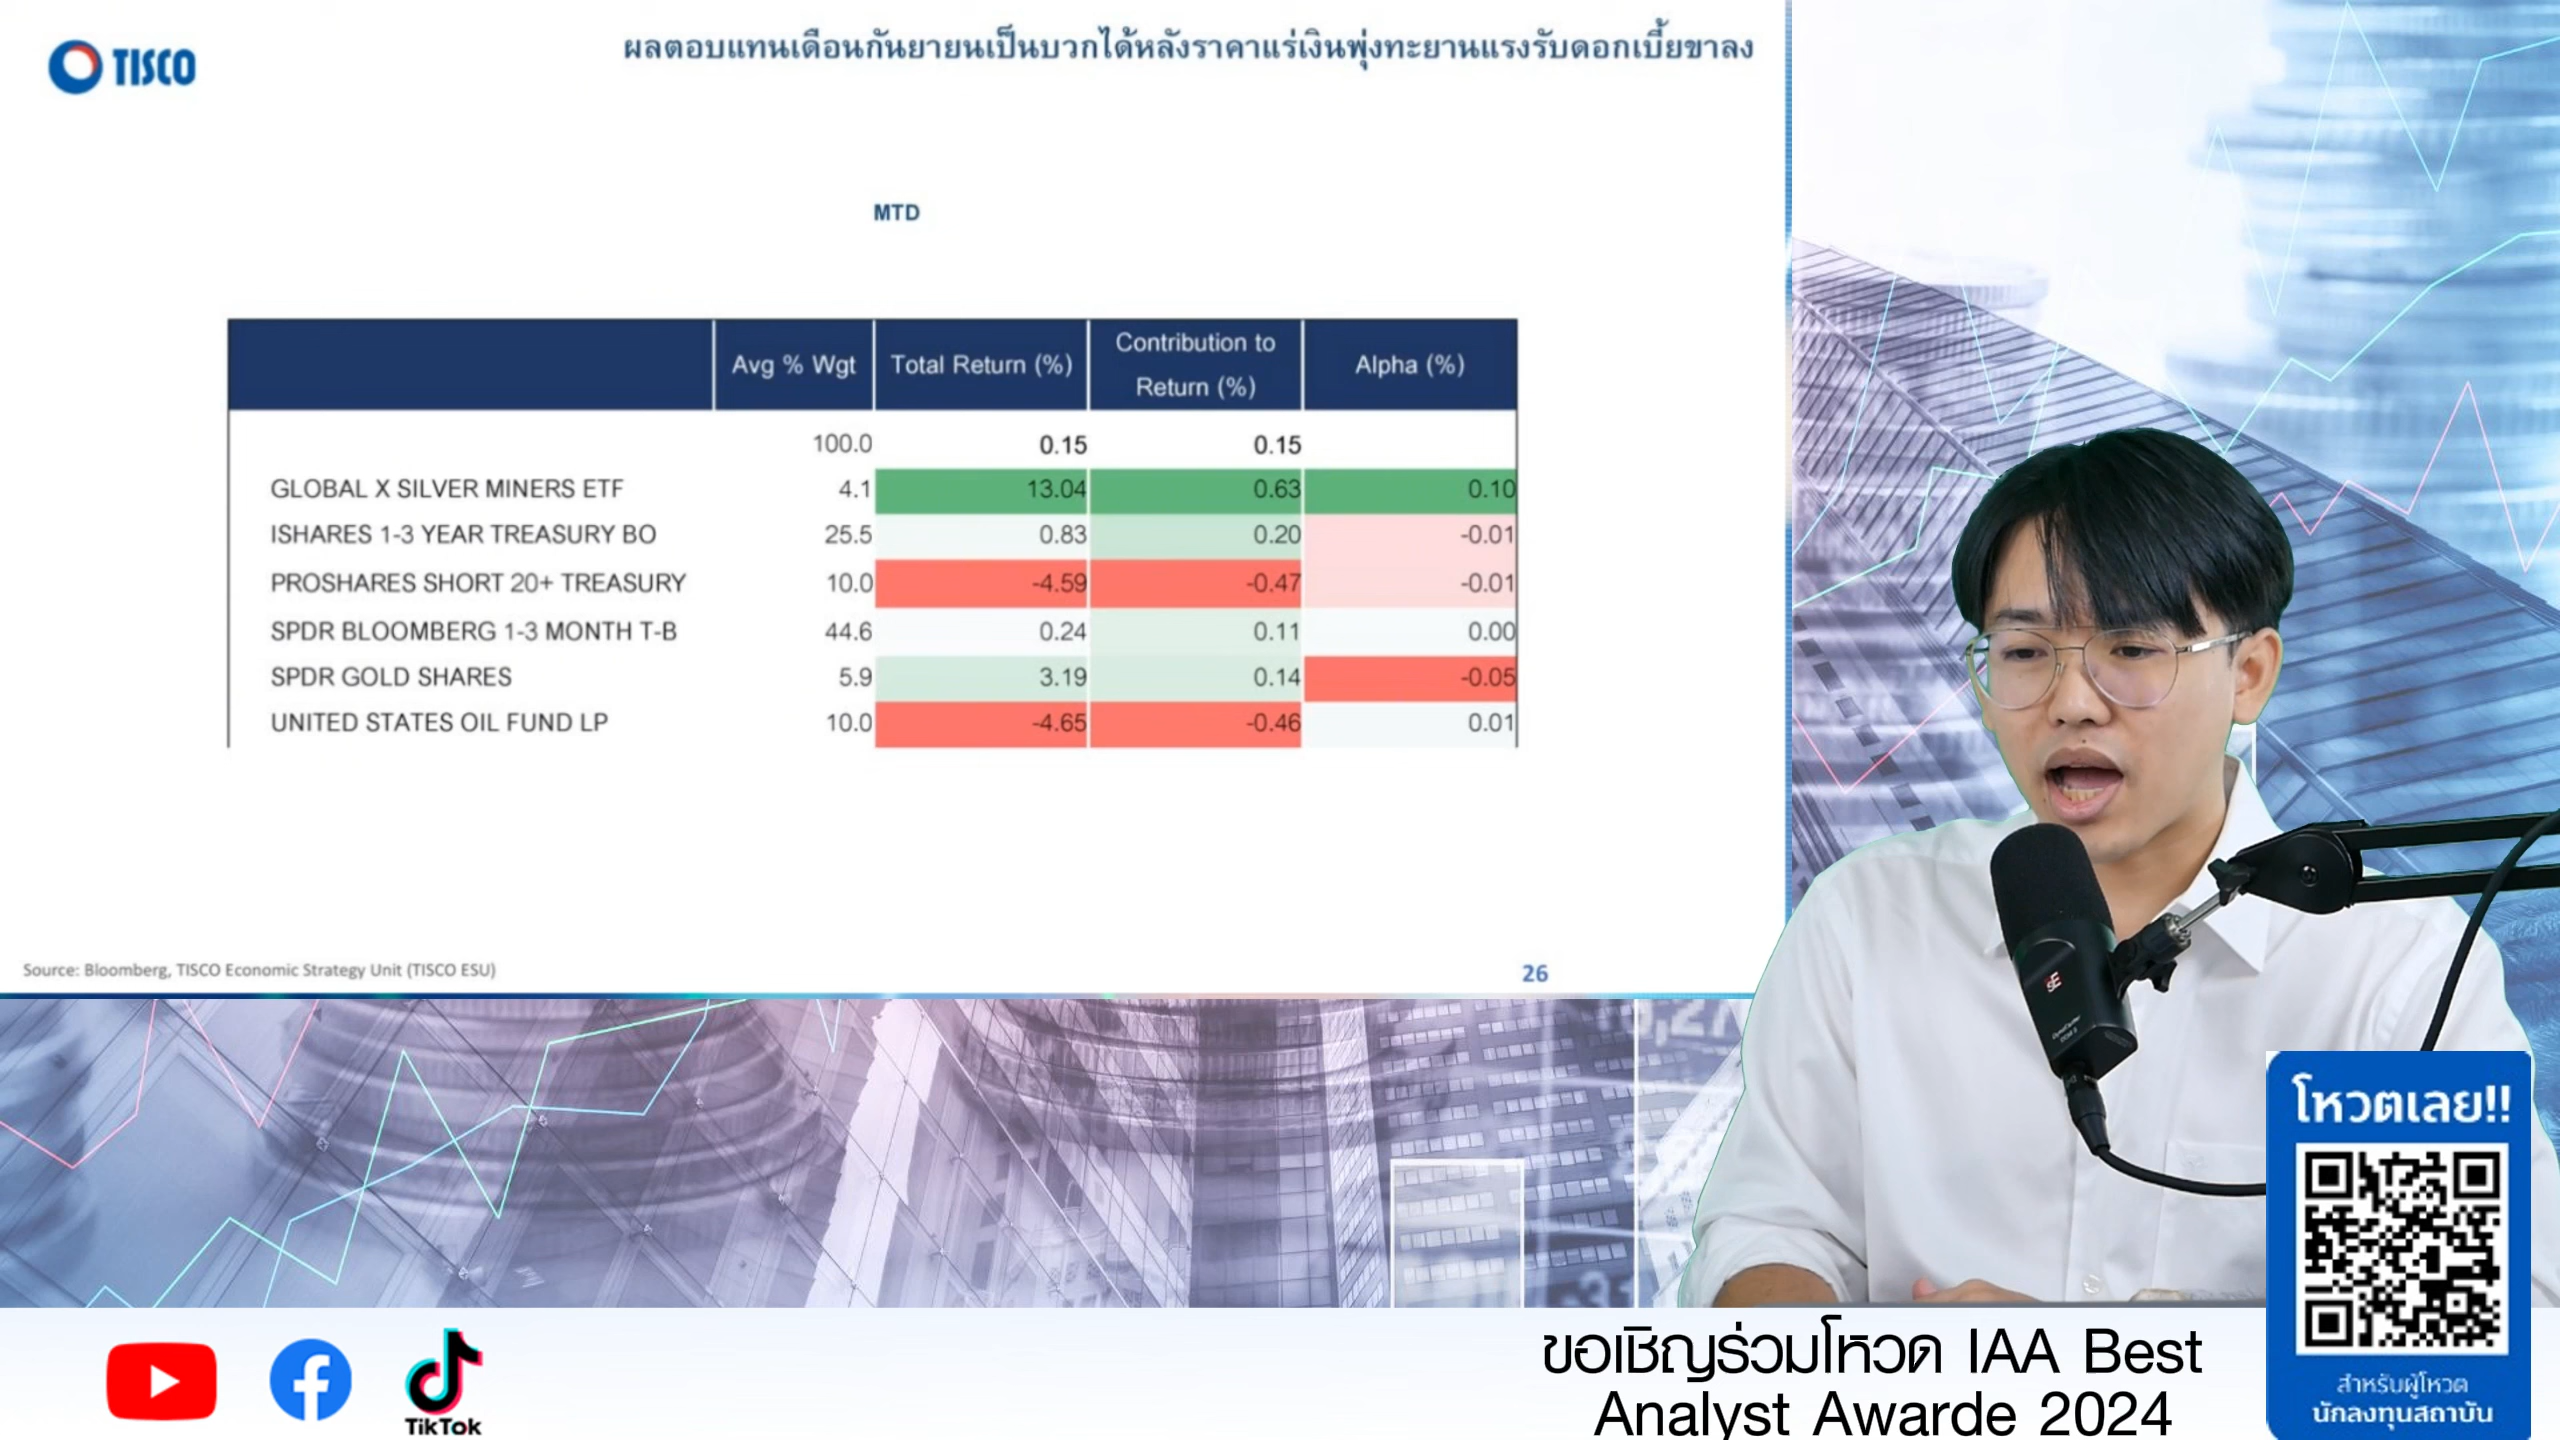 TISCO
ผลตอบแทนเดือนกันยายนเป็นบวกได้หลังราคาแร่เงินพุ่งทะยานแรงรับดอกเบี้ยขาลง
MTD
Avg % Wgt Total Return (%) Contribution to Return (%) Alpha (%)
100.0 0.15 0.15
GLOBAL X SILVER MINERS ETF 4.1 13.04 0.63 0.10
ISHARES 1-3 YEAR TREASURY BO 25.5 0.83 0.20 -0.01
PROSHARES SHORT 20+ TREASURY 10.0 -4.59 -0.47 -0.01
SPDR BLOOMBERG 1-3 MONTH T-B 44.6 0.24 0.11 0.00
SPDR GOLD SHARES 5.9 3.19 0.14 -0.05
UNITED STATES OIL FUND LP 10.0 -4.65 -0.46 0.01
Source: Bloomberg, TISCO Economic Strategy Unit (TISCO ESU)
26
sE
โหวตเลย!!
สำหรับผู้โหวต
นักลงทุนสถาบัน
TikTok
ขอเชิญร่วมโหวด IAA Best
Analyst Awarde 2024